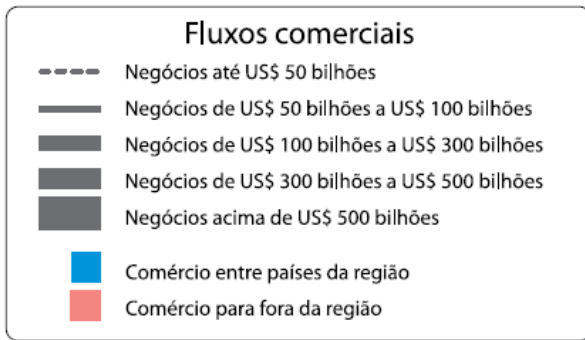 Fluxos comerciais
Negócios até US$ 50 bilhões
Negócios de US$ 50 bilhões a US$ 100 bilhões
Negócios de US$ 100 bilhões a US$ 300 bilhões
Negócios de US$ 300 bilhões a US$ 500 bilhões
Negócios acima de US$ 500 bilhões
Comércio entre países da região
Comércio para fora da região